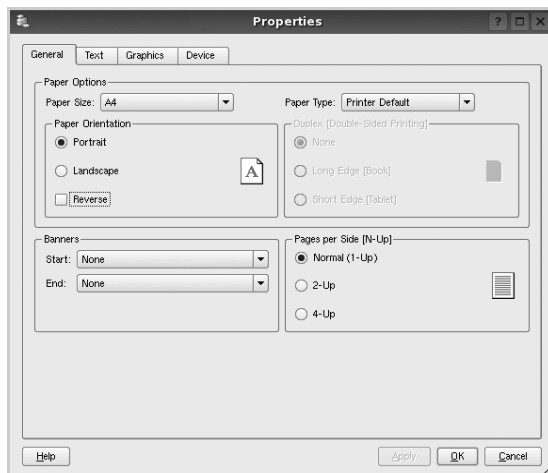 Properties
General Text Graphics Device
Paper Options
Paper Size: A4 Paper Type: Printer Default
Paper Orientation
Portrait
Landscape
Reverse
A
Duplex [Double-Sided Printing]
None
Long Edge [Book]
Short Edge [Tablet]
Banners
Start: None
End: None
Pages per Side [N-Up]
Normal (1-Up)
2-Up
4-Up
Help Apply OK Cancel